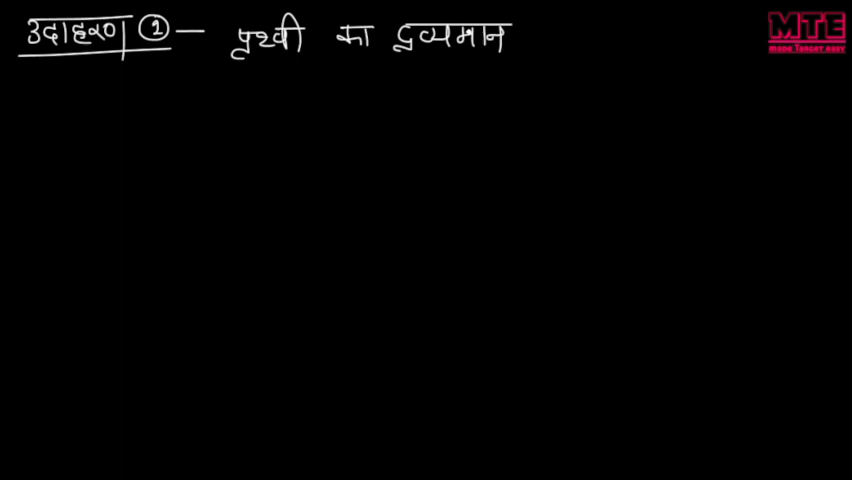 उदाहरण ① — पृथ्वी का द्रव्यमान
MTE
MADE TARGET EASY